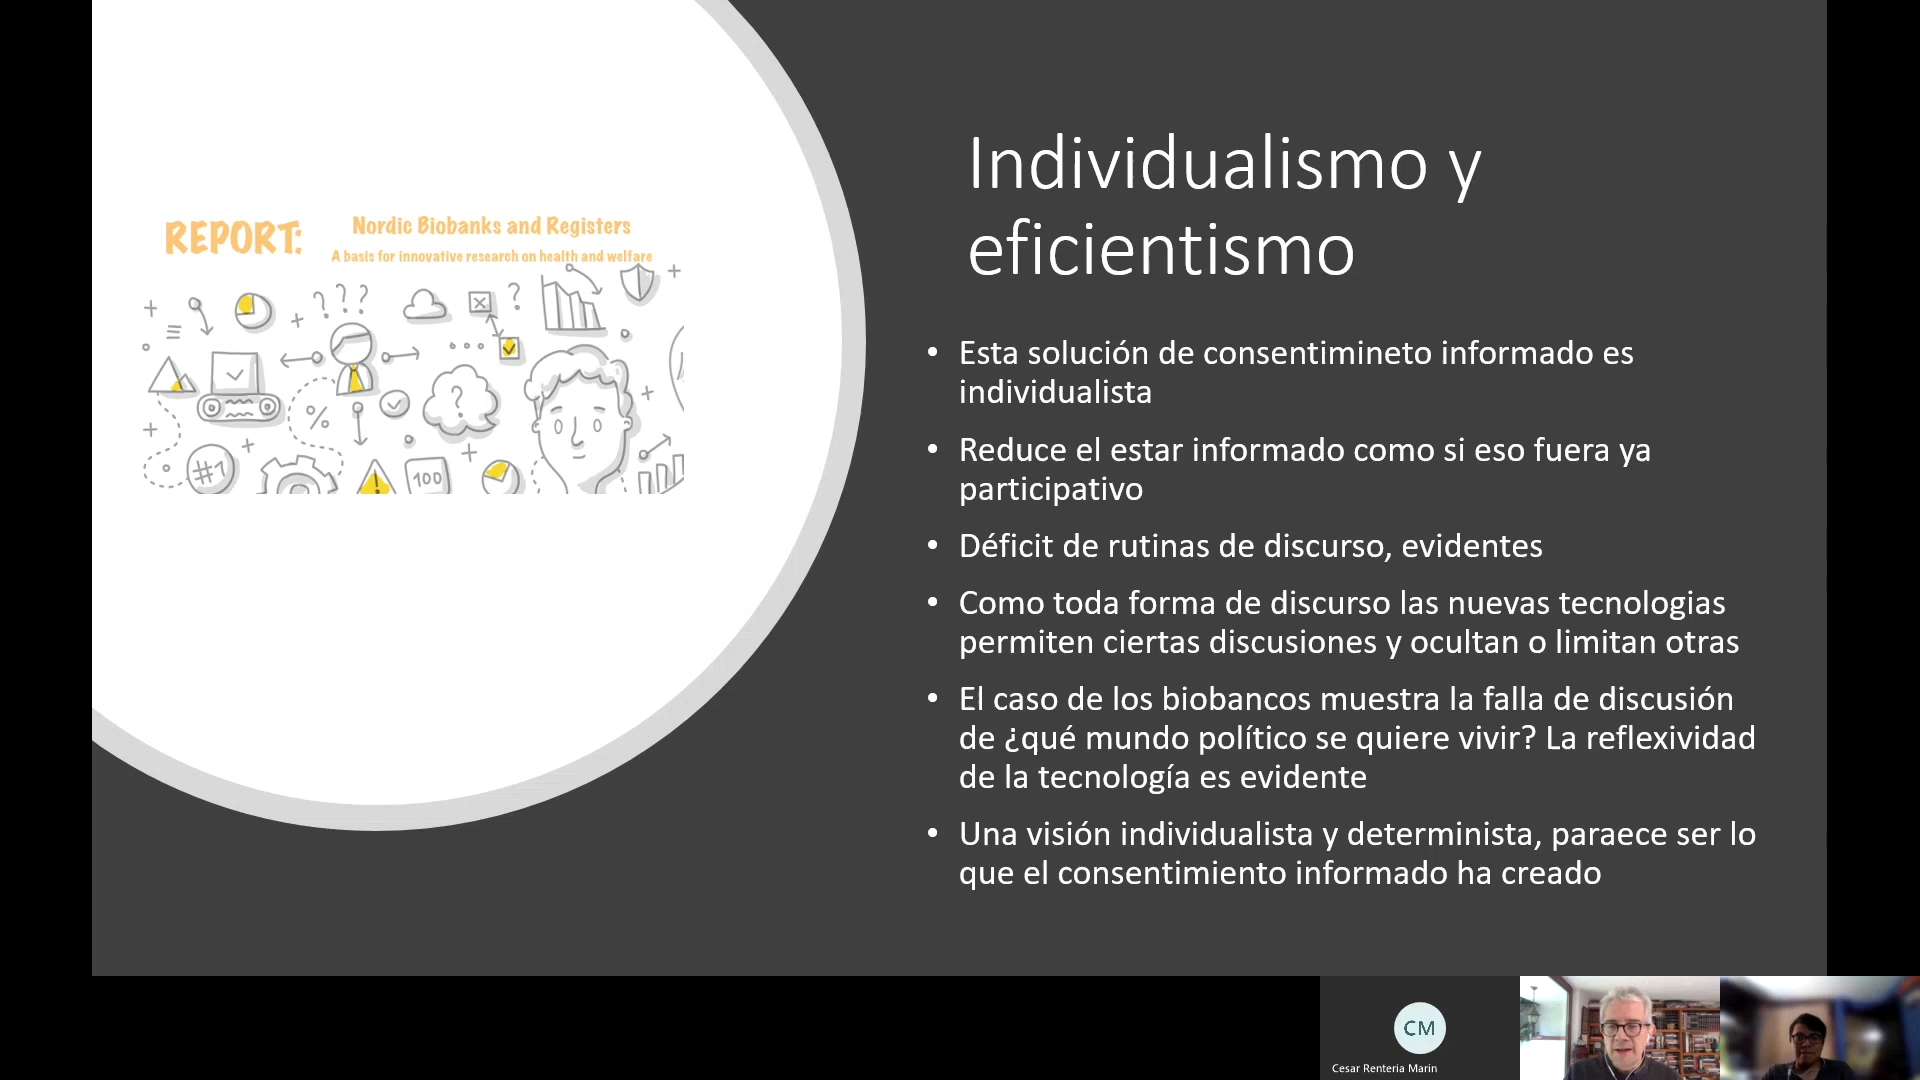 REPORT:
Nordic Biobanks and Registers
A basis for innovative research on health and welfare
???
?
?
%
#1
100
Individualismo y
eficientismo
• Esta solución de consentimineto informado es
individualista
• Reduce el estar informado como si eso fuera ya
participativo
• Déficit de rutinas de discurso, evidentes
• Como toda forma de discurso las nuevas tecnologias
permiten ciertas discusiones y ocultan o limitan otras
• El caso de los biobancos muestra la falla de discusión
de ¿qué mundo político se quiere vivir? La reflexividad
de la tecnología es evidente
• Una visión individualista y determinista, paraece ser lo
que el consentimiento informado ha creado
CM
Cesar Renteria Marin